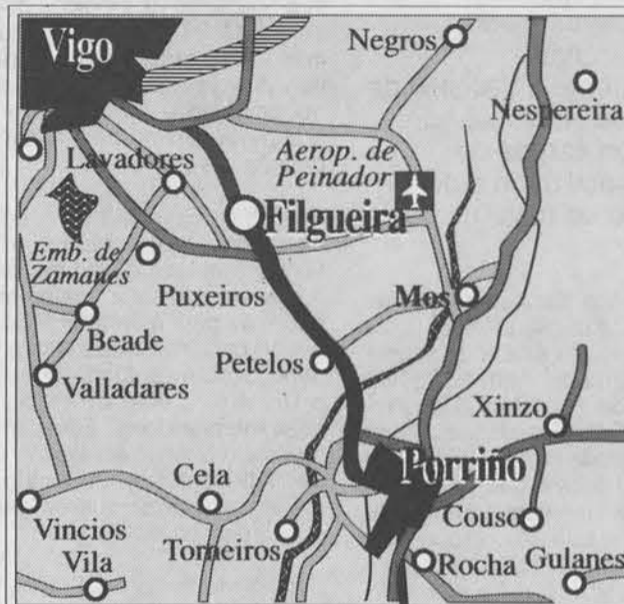 Vigo
Negros
Nespereira
Lavadores
Aerop. de
Peinador
Filgueira
Emb. de
Zamanes
Puxeiros
Mos
Beade
Petelos
Valladares
Xinzo
Porriño
Cela
Vincios
Torneiros
Couso
Vila
Rocha
Gulanes